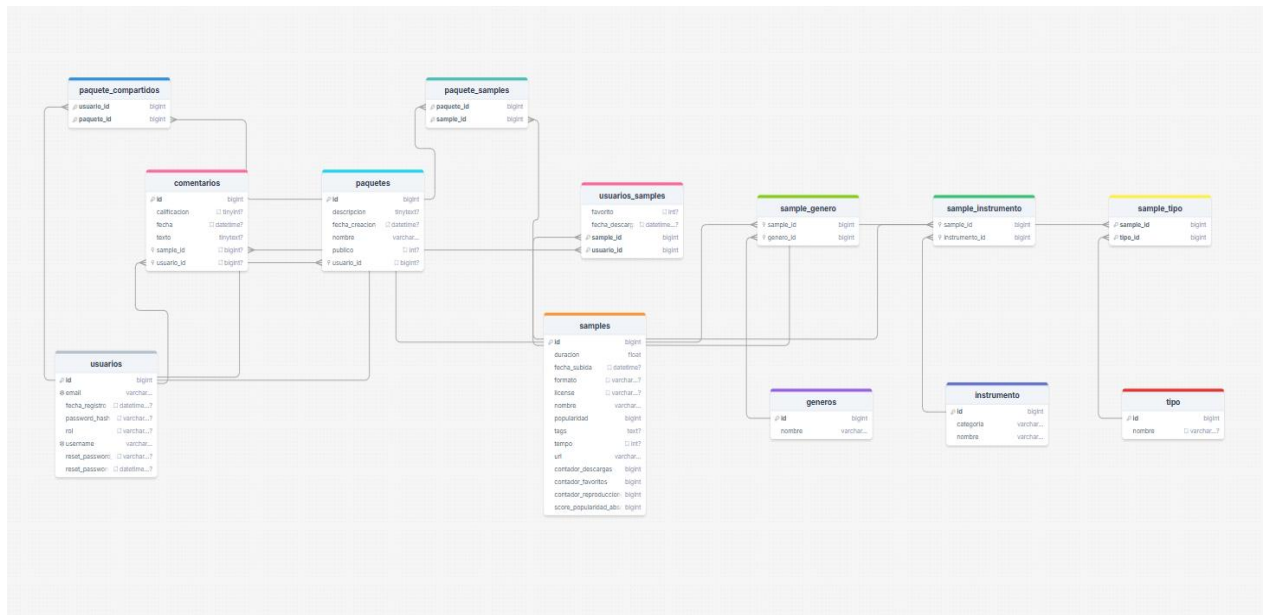 paquete_compartidos
usuario_id bigint
paquete_id bigint
paquete_samples
paquete_id bigint
sample_id bigint
comentarios
id bigint
calificacion tinyint?
fecha datetime?
texto tinytext?
sample_id bigint?
usuario_id bigint?
paquetes
id bigint
descripcion tinytext?
fecha_creacion datetime?
nombre varchar...
publico int?
usuario_id bigint?
usuarios_samples
favorito int?
fecha_descarg datetime...?
sample_id bigint
usuario_id bigint
sample_genero
sample_id bigint
genero_id bigint
sample_instrumento
sample_id bigint
instrumento_id bigint
sample_tipo
sample_id bigint
tipo_id bigint
samples
id bigint
duracion float
fecha_subida datetime?
formato varchar...?
license varchar...?
nombre varchar...
popularidad bigint
tags text?
tempo int?
url varchar...
contador_descargas bigint
contador_favoritos bigint
contador_reproduccion bigint
score_popularidad_abs bigint
usuarios
id bigint
email varchar...
fecha_registro datetime...?
password_hash varchar...?
rol varchar...?
username varchar...
reset_password varchar...?
reset_passwor datetime...?
generos
id bigint
nombre varchar...
instrumento
id bigint
categoria varchar...
nombre varchar...
tipo
id bigint
nombre varchar...?